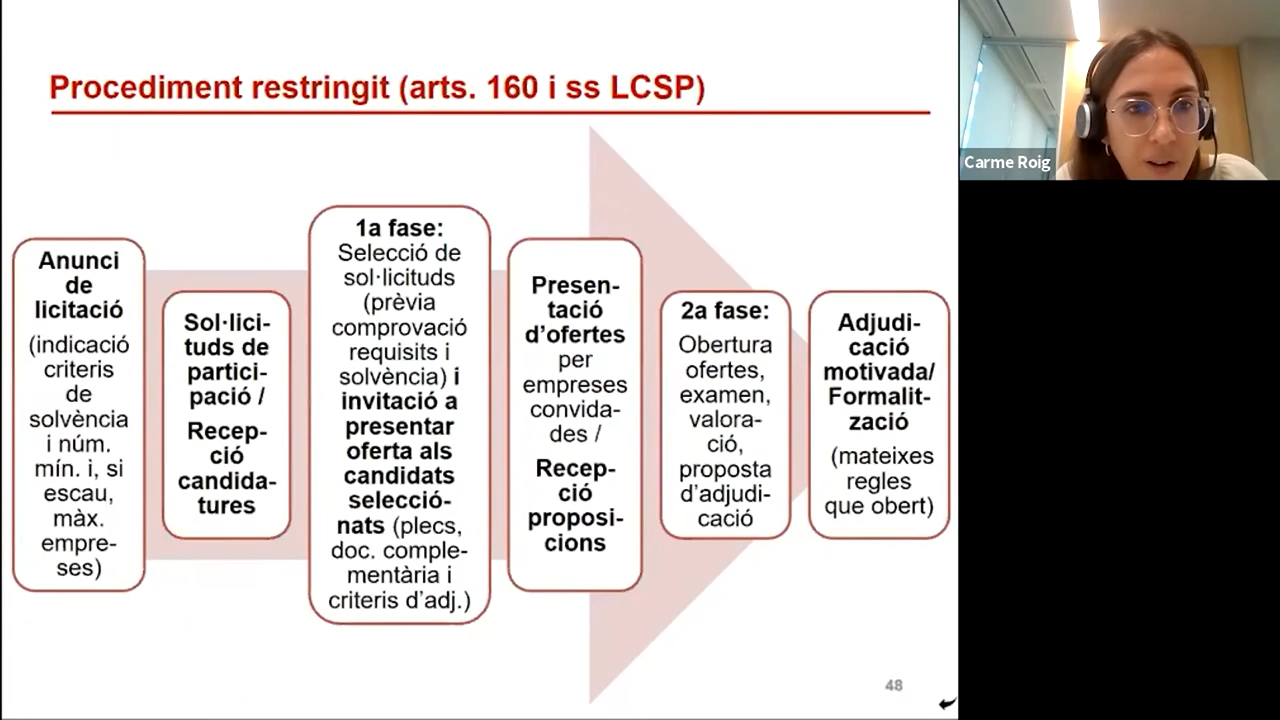 Procediment restringit (arts. 160 i ss LCSP)
Anunci
de
licitació
(indicació
criteris
de
solvència
i núm.
mín. i, si
escau,
màx.
empre-
ses)
Sol·lici-
tuds de
partici-
pació /
Recep-
ció
candida-
tures
1a fase:
Selecció de
sol·licituds
(prèvia
comprovació
requisits i
solvència) i
invitació a
presentar
oferta als
candidats
selecció-
nats (plecs,
doc. comple-
mentària i
criteris d'adj.)
Presen-
tació
d'ofertes
per
empreses
convida-
des /
Recep-
ció
proposi-
cions
2a fase:
Obertura
ofertes,
examen,
valora-
ció,
proposta
d'adjudi-
cació
Adjudi-
cació
motivada/
Formalit-
zació
(mateixes
regles
que obert)
48
Carme Roig